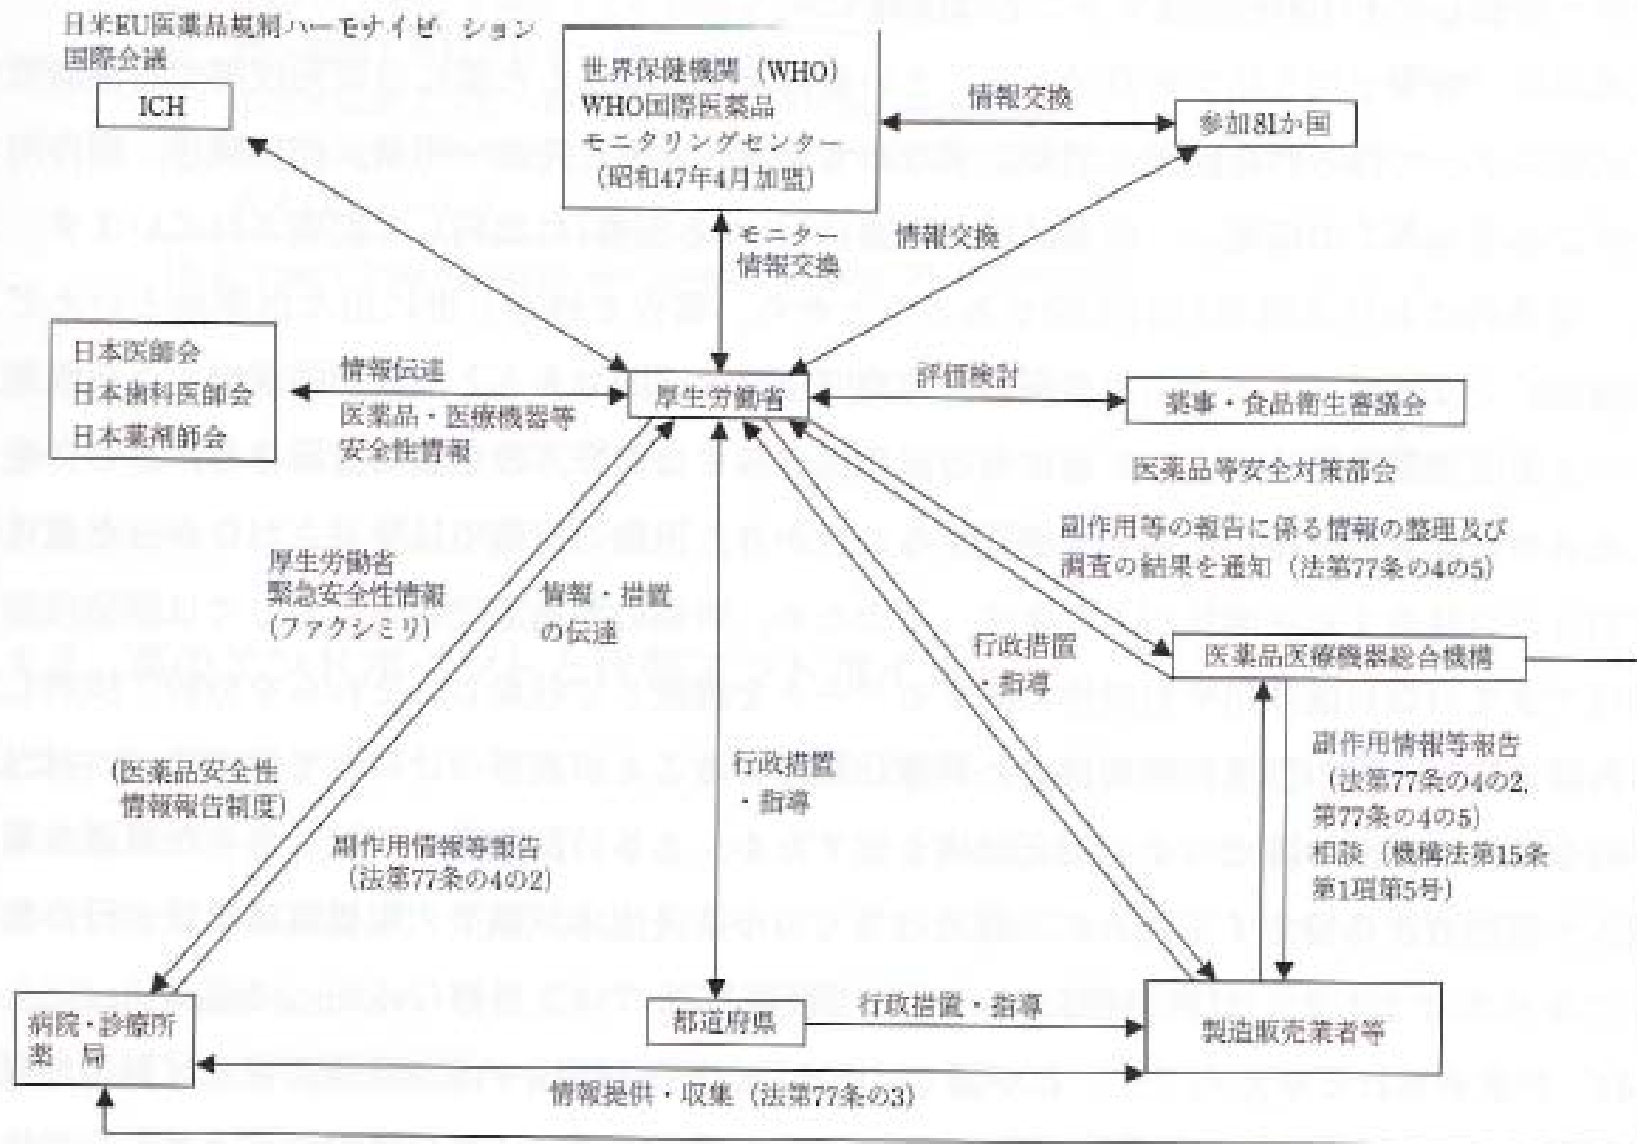 日米EU医薬品規制ハーモナイゼーション
国際会議
ICH
世界保健機関（WHO）
WHO国際医薬品
モニタリングセンター
（昭和47年4月加盟）
情報交換
参加81か国
モニター
情報交換
情報交換
日本医師会
日本歯科医師会
日本薬剤師会
情報伝達
医薬品・医療機器等
安全性情報
厚生労働省
評価検討
薬事・食品衛生審議会
医薬品等安全対策部会
副作用等の報告に係る情報の整理及び
調査の結果を通知（法第77条の4の5）
厚生労働省
緊急安全性情報
（ファクシミリ）
情報・措置
の伝達
行政措置
・指導
医薬品医療機器総合機構
（医薬品安全性
情報報告制度）
行政措置
・指導
副作用情報等報告
（法第77条の4の2,
第77条の4の5）
相談（機構法第15条
第1項第5号）
副作用情報等報告
（法第77条の4の2）
病院・診療所
薬　局
都道府県
行政措置・指導
製造販売業者等
情報提供・収集（法第77条の3）